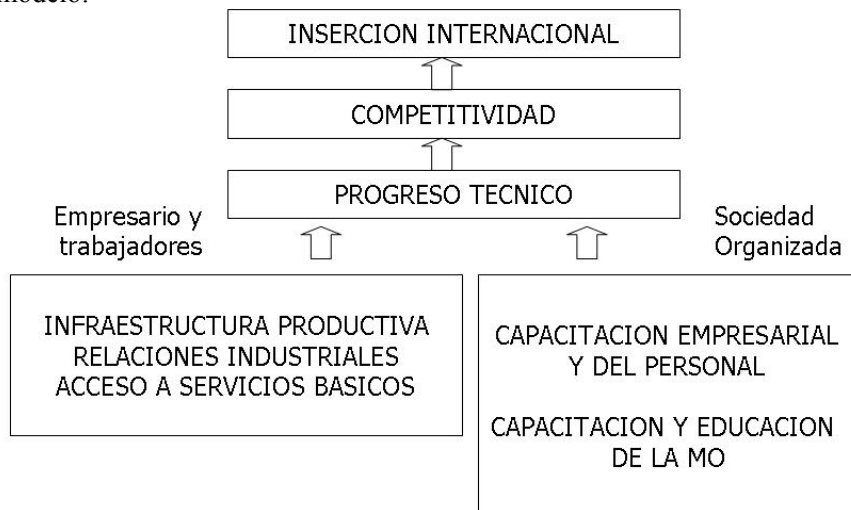 modelo:
INSERCION INTERNACIONAL
COMPETITIVIDAD
PROGRESO TECNICO
Empresario y
trabajadores
Sociedad
Organizada
INFRAESTRUCTURA PRODUCTIVA
RELACIONES INDUSTRIALES
ACCESO A SERVICIOS BASICOS
CAPACITACION EMPRESARIAL
Y DEL PERSONAL
CAPACITACION Y EDUCACION
DE LA MO